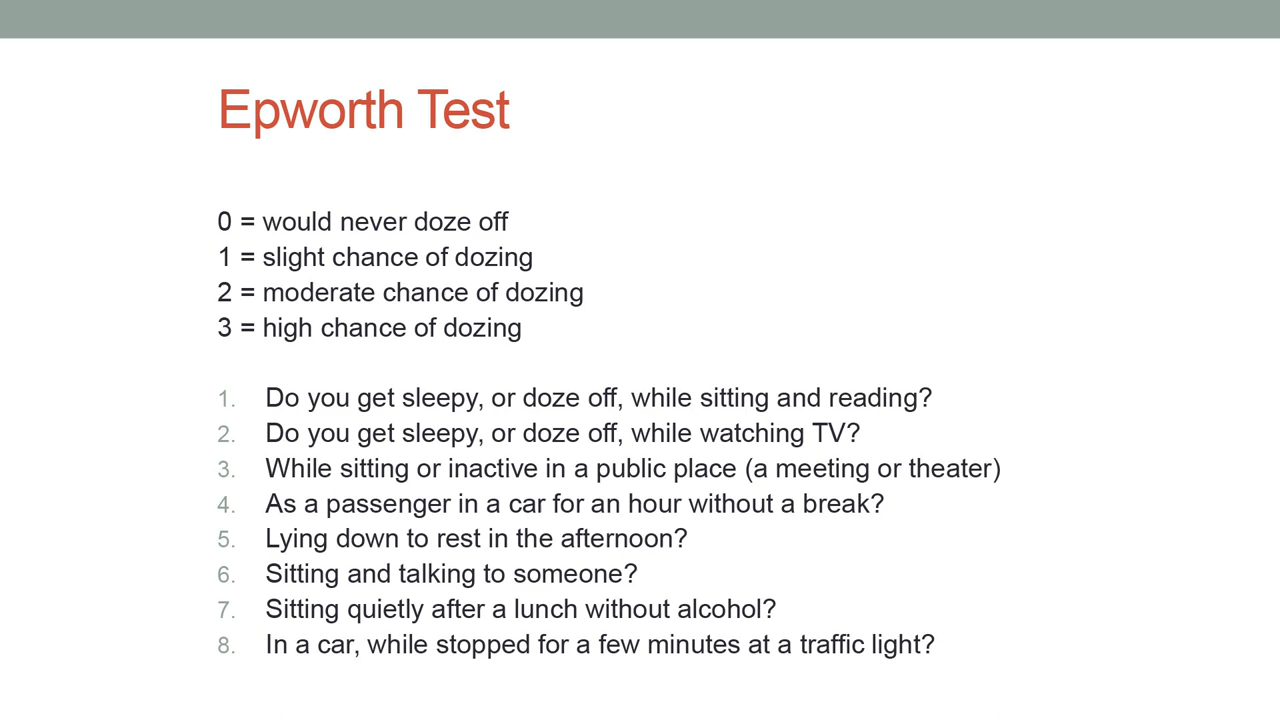 Epworth Test
0 = would never doze off
1 = slight chance of dozing
2 = moderate chance of dozing
3 = high chance of dozing
1. Do you get sleepy, or doze off, while sitting and reading?
2. Do you get sleepy, or doze off, while watching TV?
3. While sitting or inactive in a public place (a meeting or theater)
4. As a passenger in a car for an hour without a break?
5. Lying down to rest in the afternoon?
6. Sitting and talking to someone?
7. Sitting quietly after a lunch without alcohol?
8. In a car, while stopped for a few minutes at a traffic light?